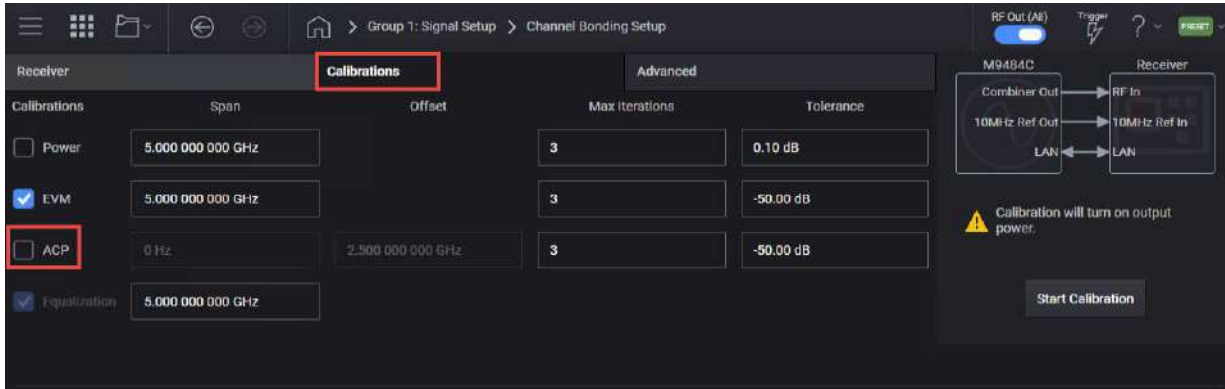 Group 1: Signal Setup > Channel Bonding Setup
RF Out (All)
Trigger
?
PRESET
Receiver
Calibrations
Advanced
Calibrations
Span
Offset
Max Iterations
Tolerance
Power
5.000 000 000 GHz
3
0.10 dB
EVM
5.000 000 000 GHz
3
-50.00 dB
ACP
0 Hz
2.500 000 000 GHz
3
-50.00 dB
Equalization
5.000 000 000 GHz
M9484C
Receiver
Combiner Out
RF In
10MHz Ref Out
10MHz Ref In
LAN
LAN
Calibration will turn on output
power.
Start Calibration